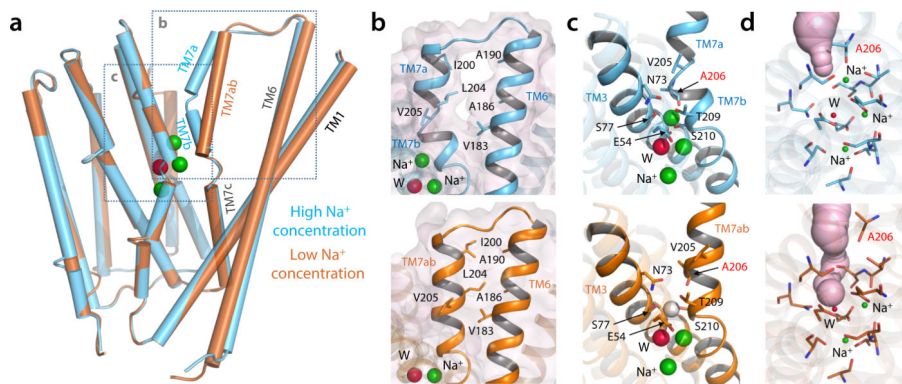 a
b
c
TM7a
TM7b
TM7ab
TM6
TM1
TM7c
High Na⁺
concentration
Low Na⁺
concentration
b
A190
I200
TM7a
L204
V205
A186
TM6
TM7b
V183
Na⁺
W
Na⁺
I200
A190
TM7ab
L204
TM6
V205
A186
V183
W
Na⁺
c
TM7a
V205
N73
A206
TM3
TM7b
S77
T209
S210
E54
W
Na⁺
TM7ab
V205
N73
A206
TM3
T209
S77
S210
E54
W
Na⁺
d
A206
Na⁺
W
Na⁺
Na⁺
A206
W
Na⁺
Na⁺